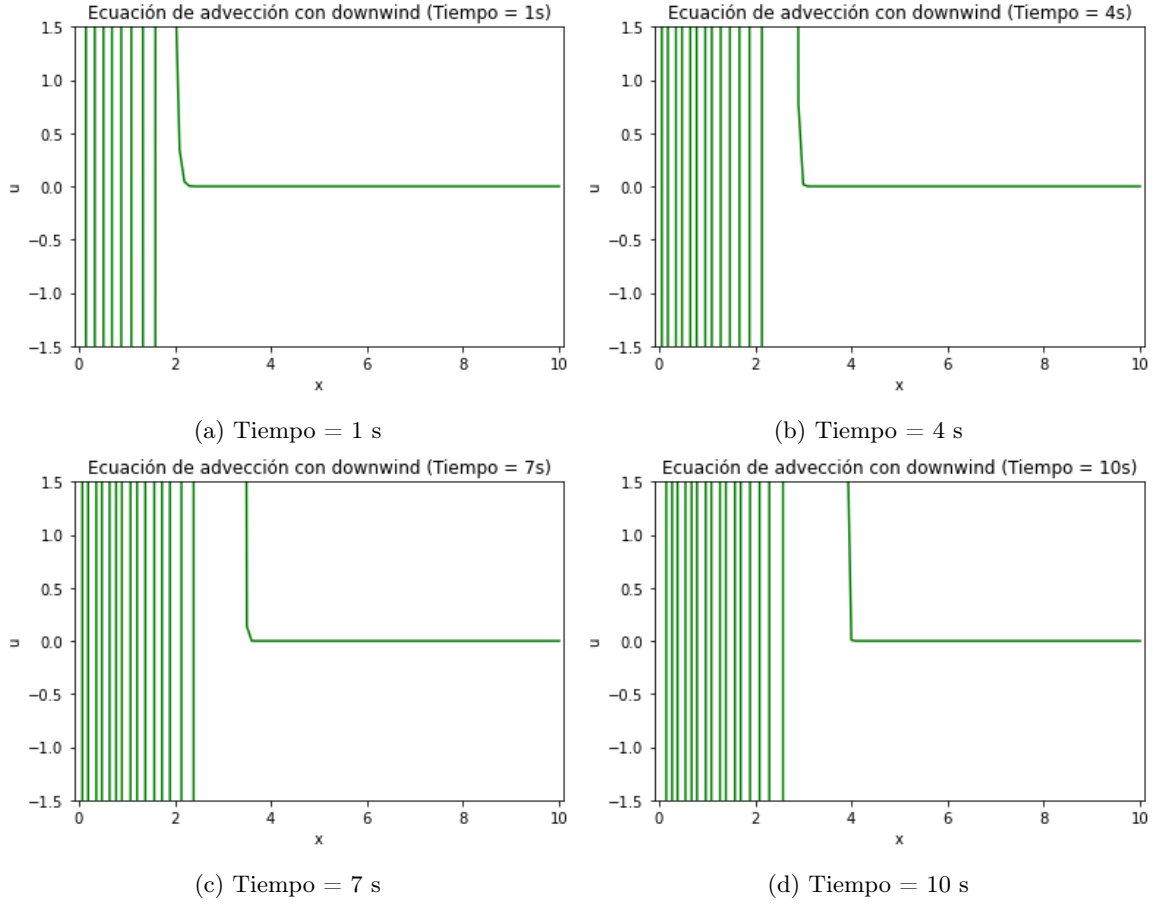 Ecuación de advección con downwind (Tiempo = 1s)
1.5
1.0
0.5
0.0
−0.5
−1.0
−1.5
u
0 2 4 6 8 10
x
(a) Tiempo = 1 s
Ecuación de advección con downwind (Tiempo = 4s)
1.5
1.0
0.5
0.0
−0.5
−1.0
−1.5
u
0 2 4 6 8 10
x
(b) Tiempo = 4 s
Ecuación de advección con downwind (Tiempo = 7s)
1.5
1.0
0.5
0.0
−0.5
−1.0
−1.5
u
0 2 4 6 8 10
x
(c) Tiempo = 7 s
Ecuación de advección con downwind (Tiempo = 10s)
1.5
1.0
0.5
0.0
−0.5
−1.0
−1.5
u
0 2 4 6 8 10
x
(d) Tiempo = 10 s